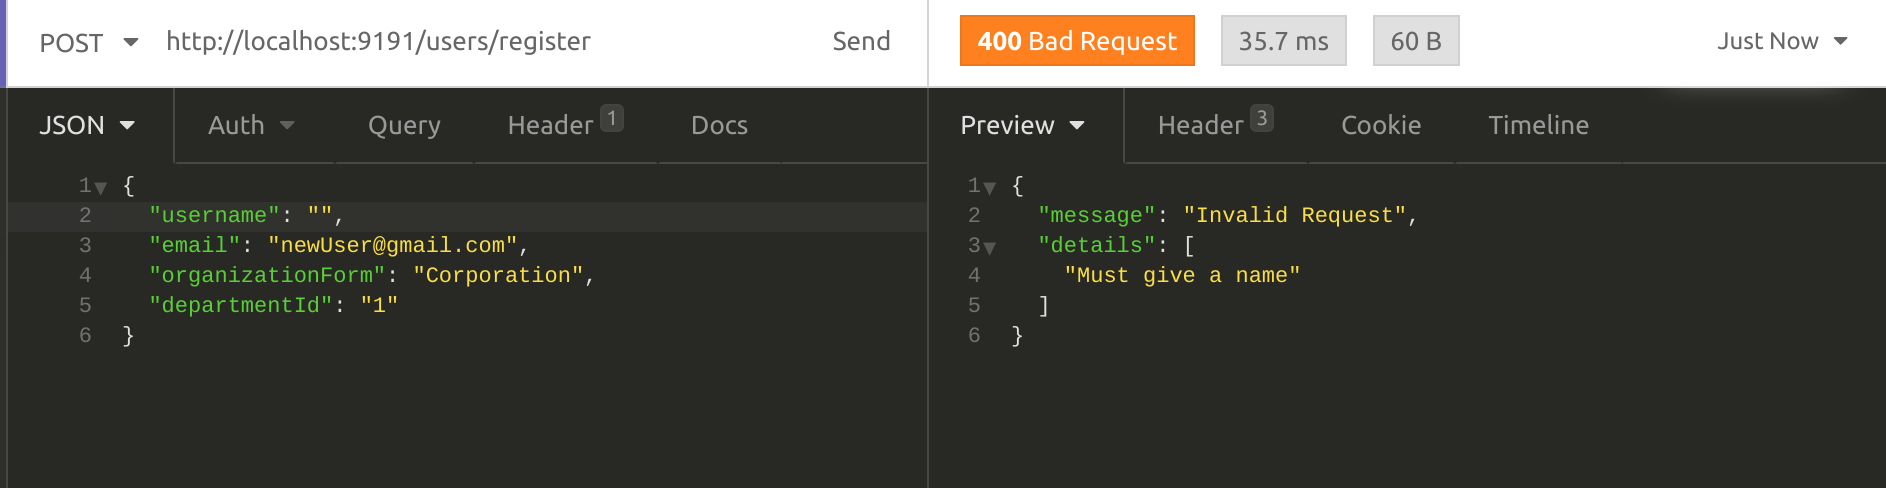 POST http://localhost:9191/users/register Send
400 Bad Request 35.7 ms 60 B Just Now
JSON Auth Query Header 1 Docs
Preview Header 3 Cookie Timeline
1 {
2 "username": "",
3 "email": "newUser@gmail.com",
4 "organizationForm": "Corporation",
5 "departmentId": "1"
6 }
1 {
2 "message": "Invalid Request",
3 "details": [
4 "Must give a name"
5 ]
6 }